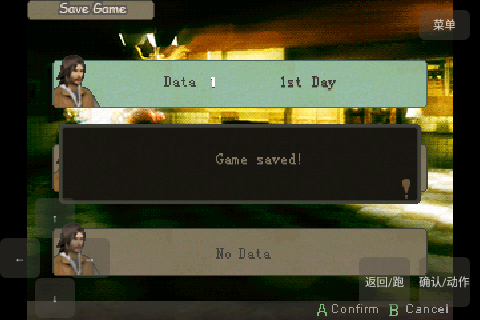 Save Game
菜单
Data 1 1st Day
Game saved!
↑
←
No Data
返回/跑 确认/动作
↓
A Confirm B Cancel